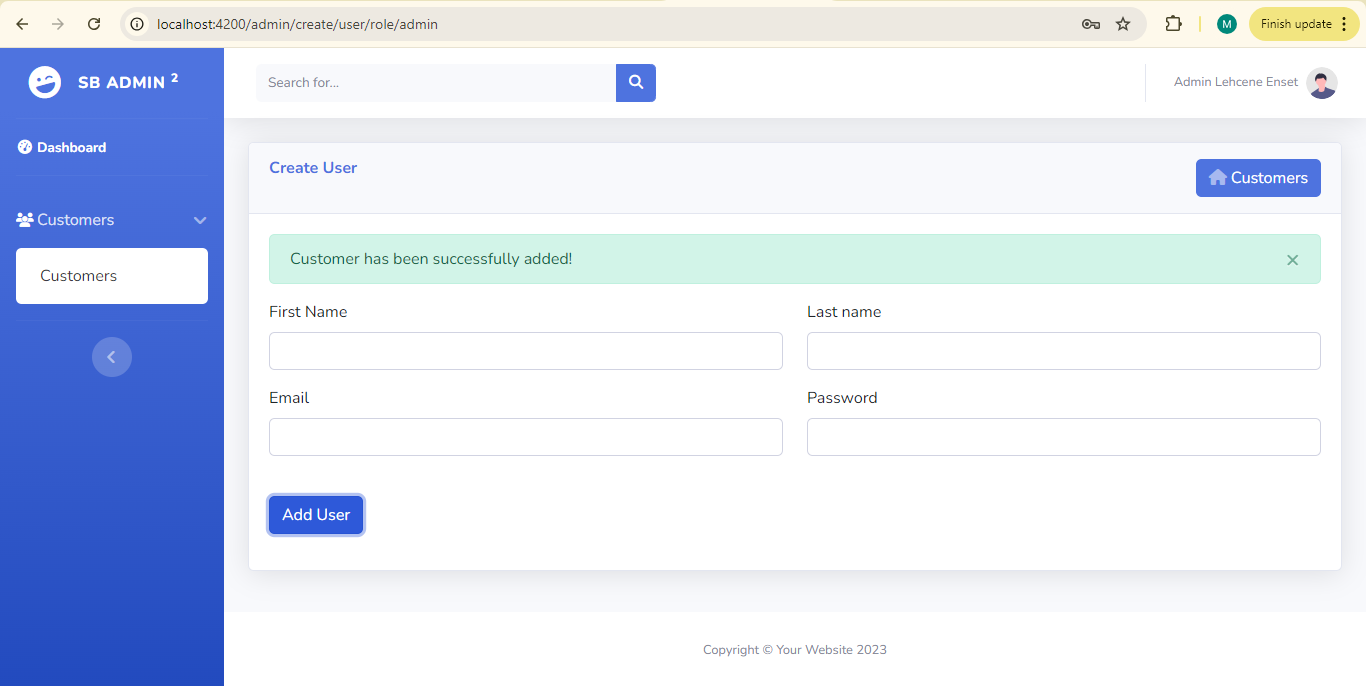 localhost:4200/admin/create/user/role/admin
M
Finish update
SB ADMIN 2
Search for...
Admin Lehcene Enset
Dashboard
Customers
Customers
Create User
Customers
Customer has been successfully added!
First Name
Last name
Email
Password
Add User
Copyright © Your Website 2023